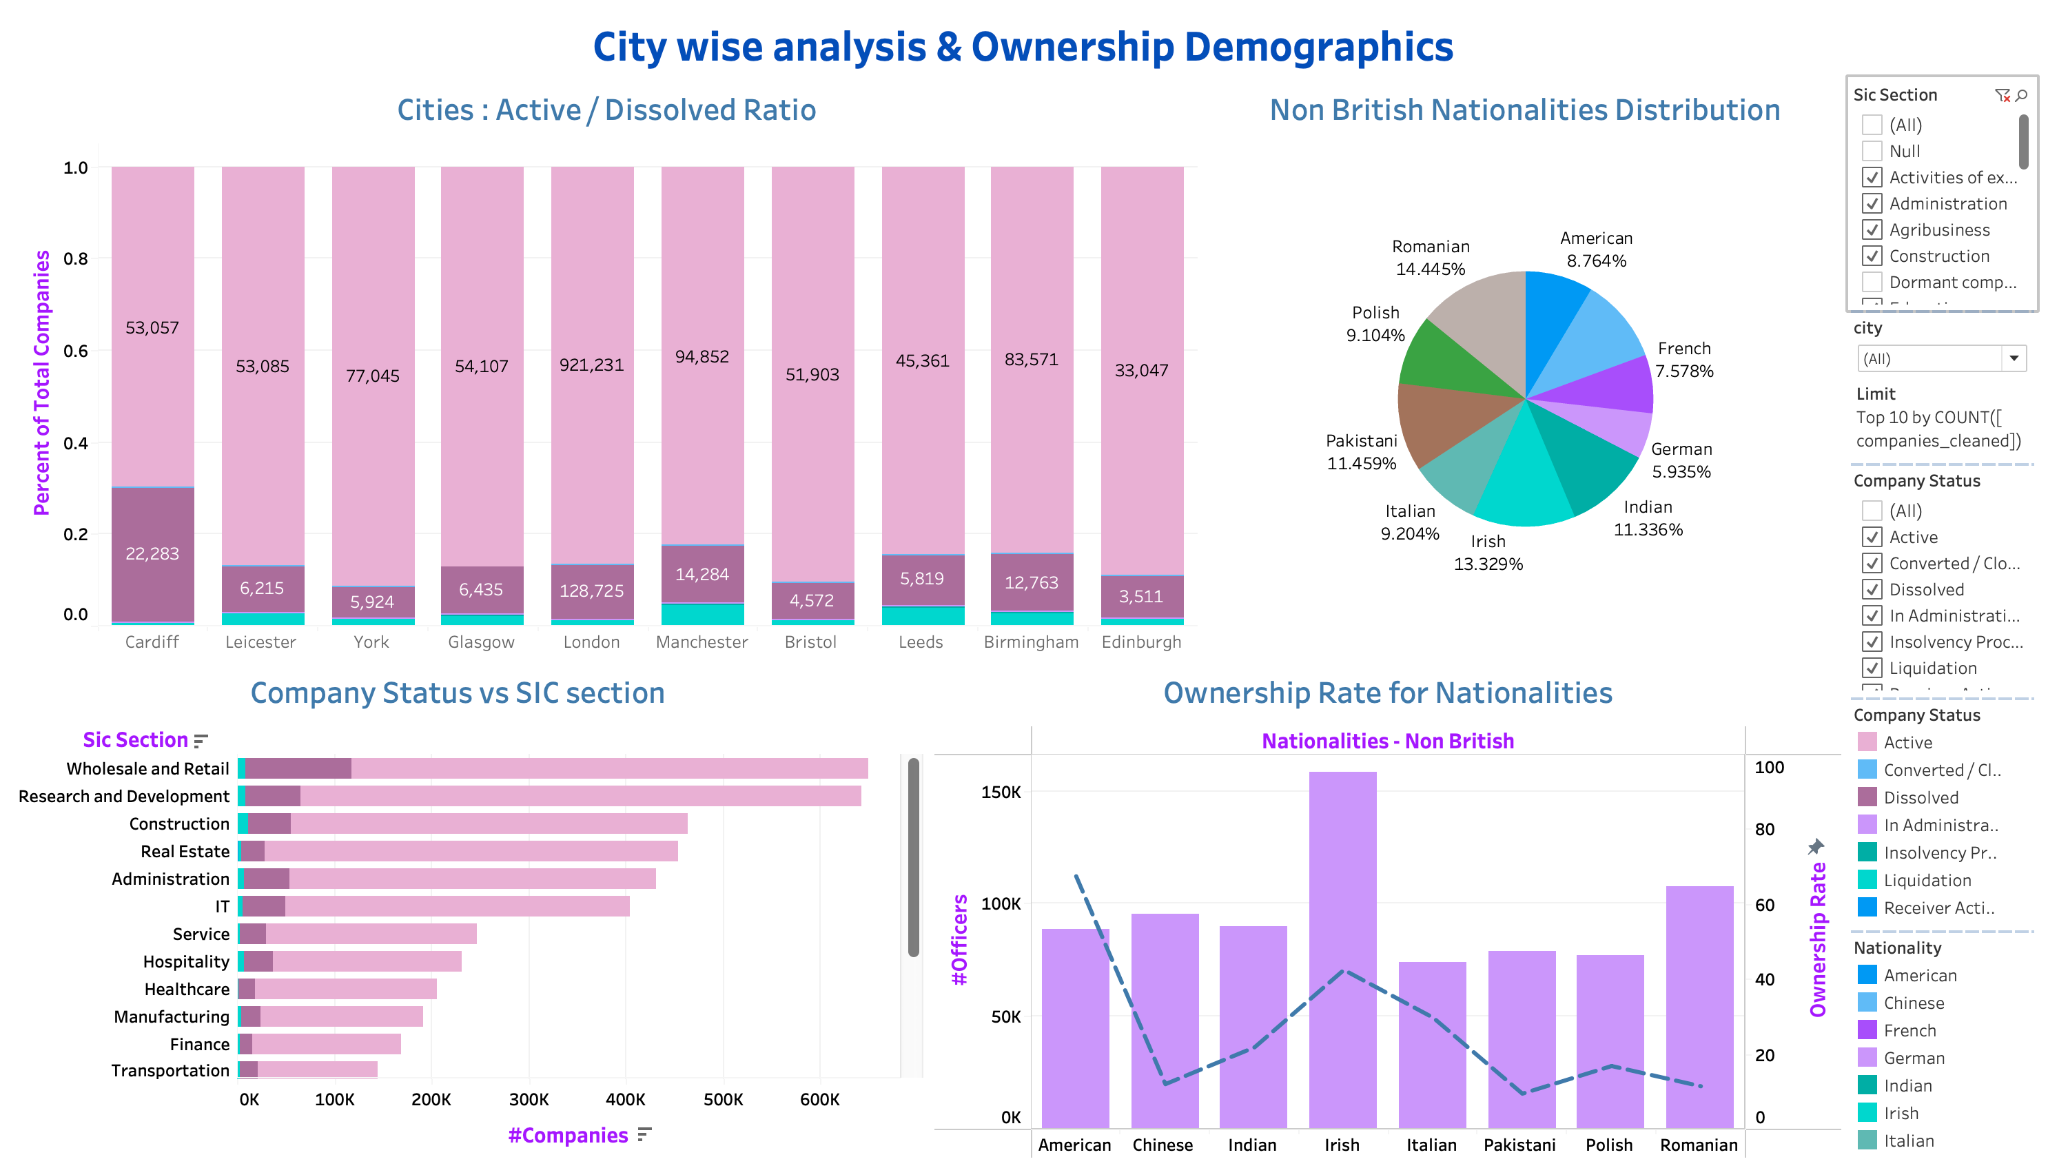 City wise analysis & Ownership Demographics
Cities : Active / Dissolved Ratio
Percent of Total Companies
1.0
0.8
0.6
0.4
0.2
0.0
53,057
53,085
77,045
54,107
921,231
94,852
51,903
45,361
83,571
33,047
22,283
6,215
5,924
6,435
128,725
14,284
4,572
5,819
12,763
3,511
Cardiff
Leicester
York
Glasgow
London
Manchester
Bristol
Leeds
Birmingham
Edinburgh
Non British Nationalities Distribution
American
8.764%
French
7.578%
German
5.935%
Indian
11.336%
Irish
13.329%
Italian
9.204%
Pakistani
11.459%
Polish
9.104%
Romanian
14.445%
Company Status vs SIC section
Sic Section
Wholesale and Retail
Research and Development
Construction
Real Estate
Administration
IT
Service
Hospitality
Healthcare
Manufacturing
Finance
Transportation
0K
100K
200K
300K
400K
500K
600K
#Companies
Ownership Rate for Nationalities
Nationalities - Non British
#Officers
150K
100K
50K
0K
100
80
60
40
20
0
Ownership Rate
American
Chinese
Indian
Irish
Italian
Pakistani
Polish
Romanian
Sic Section
(All)
Null
Activities of ex...
Administration
Agribusiness
Construction
Dormant comp...
city
(All)
Limit
Top 10 by COUNT([
companies_cleaned])
Company Status
(All)
Active
Converted / Clo...
Dissolved
In Administrati...
Insolvency Proc...
Liquidation
Company Status
Active
Converted / Cl..
Dissolved
In Administra..
Insolvency Pr..
Liquidation
Receiver Acti..
Nationality
American
Chinese
French
German
Indian
Irish
Italian